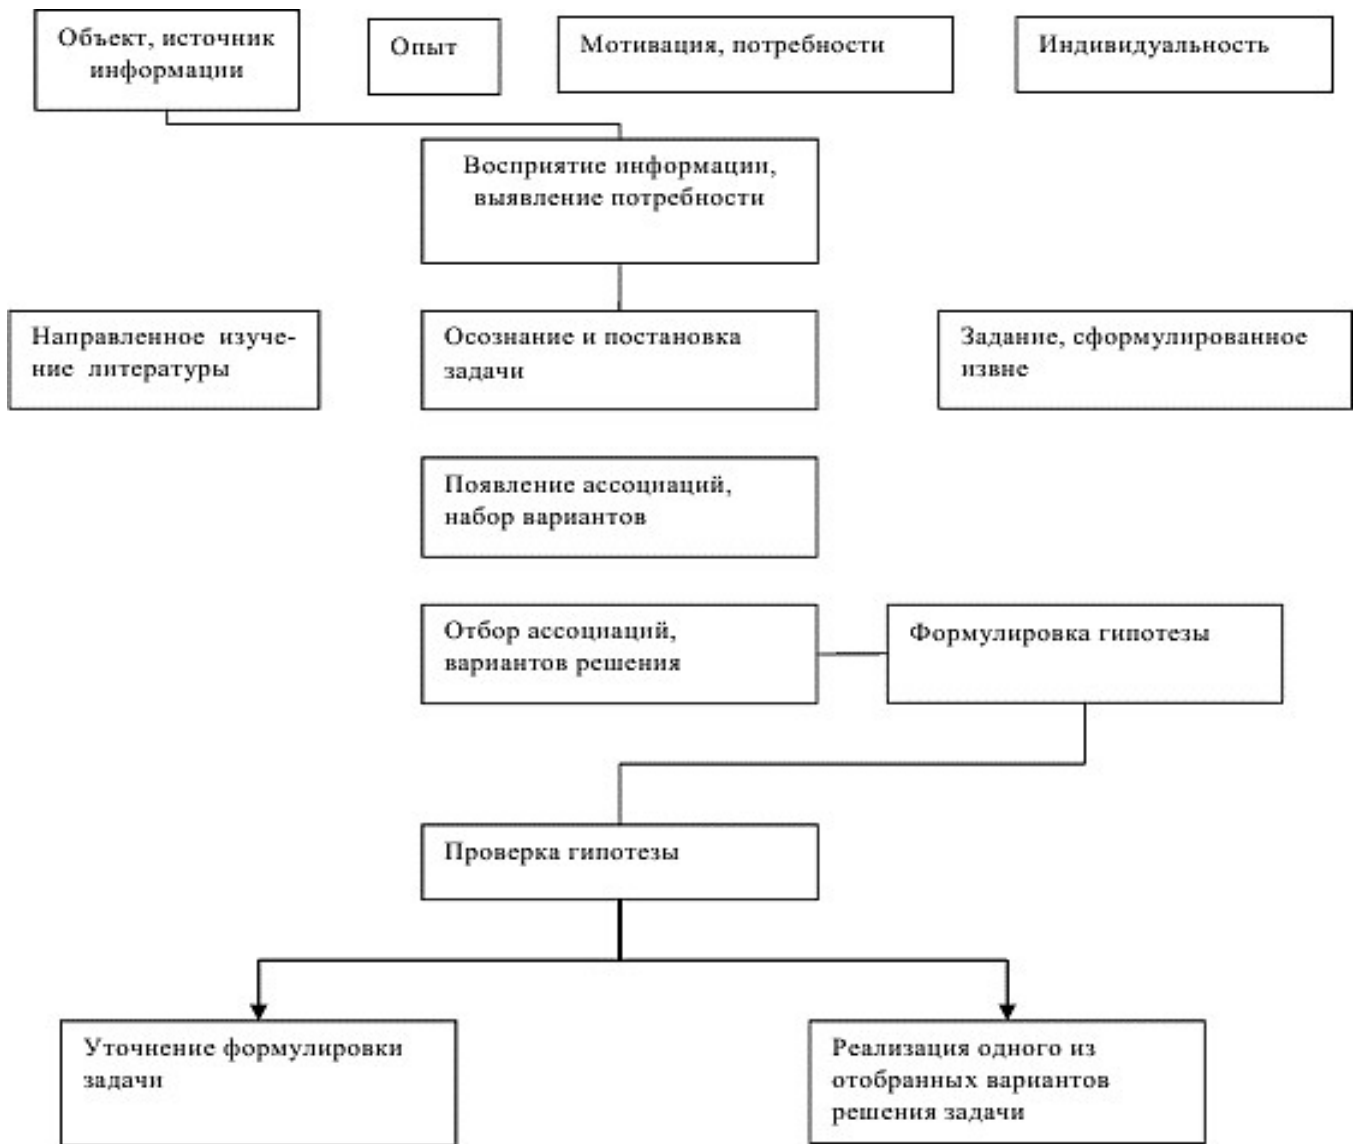 Объект, источник
информации
Опыт
Мотивация, потребности
Индивидуальность
Восприятие информации,
выявление потребности
Направленное изуче-
ние литературы
Осознание и постановка
задачи
Задание, сформулированное
извне
Появление ассоциаций,
набор вариантов
Отбор ассоциаций,
вариантов решения
Формулировка гипотезы
Проверка гипотезы
Уточнение формулировки
задачи
Реализация одного из
отобранных вариантов
решения задачи